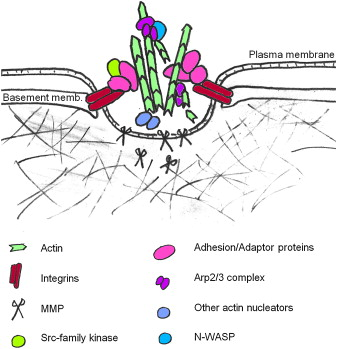 Plasma membrane
Basement memb.
Actin
Adhesion/Adaptor proteins
Integrins
Arp2/3 complex
MMP
Other actin nucleators
Src-family kinase
N-WASP